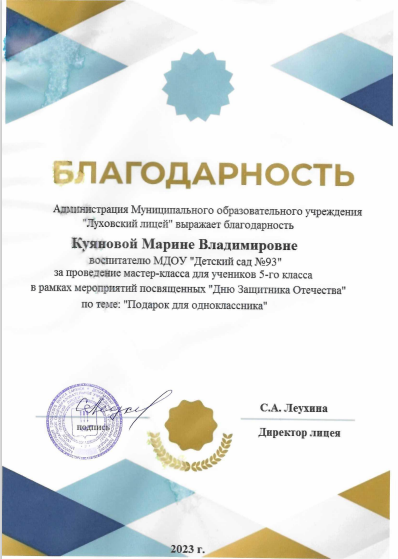 БЛАГОДАРНОСТЬ
Администрация Муниципального образовательного учреждения
"Луховский лицей" выражает благодарность
Куяновой Марине Владимировне
воспитателю МДОУ "Детский сад №93"
за проведение мастер-класса для учеников 5-го класса
в рамках мероприятий посвященных "Дню Защитника Отечества"
по теме: "Подарок для одноклассника"
подпись
С.А. Леухина
Директор лицея
2023 г.